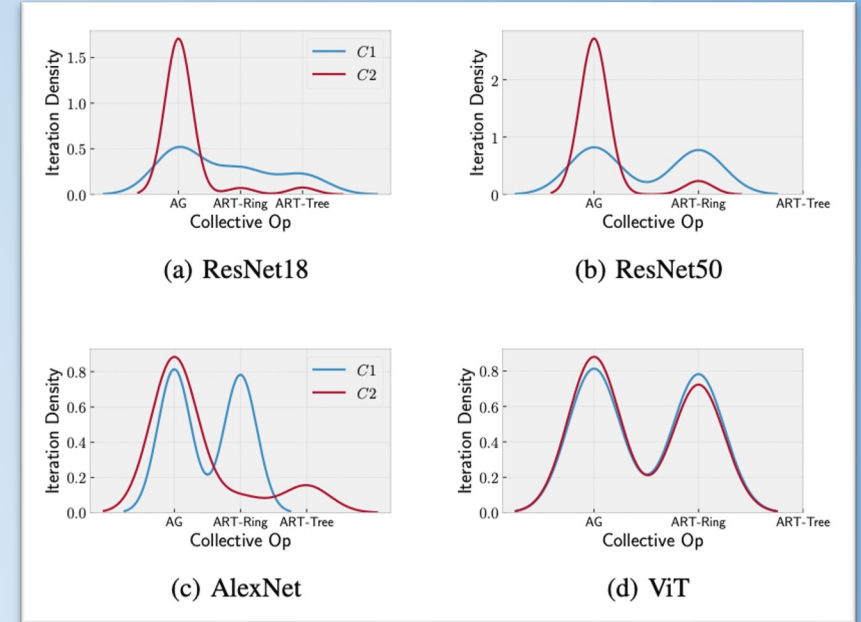 Iteration Density
1.5
1.0
0.5
0.0
C1
C2
AG ART-Ring ART-Tree
Collective Op
(a) ResNet18
Iteration Density
2
1
0
AG ART-Ring ART-Tree
Collective Op
(b) ResNet50
Iteration Density
0.8
0.6
0.4
0.2
0.0
C1
C2
AG ART-Ring ART-Tree
Collective Op
(c) AlexNet
Iteration Density
0.8
0.6
0.4
0.2
0.0
AG ART-Ring ART-Tree
Collective Op
(d) ViT